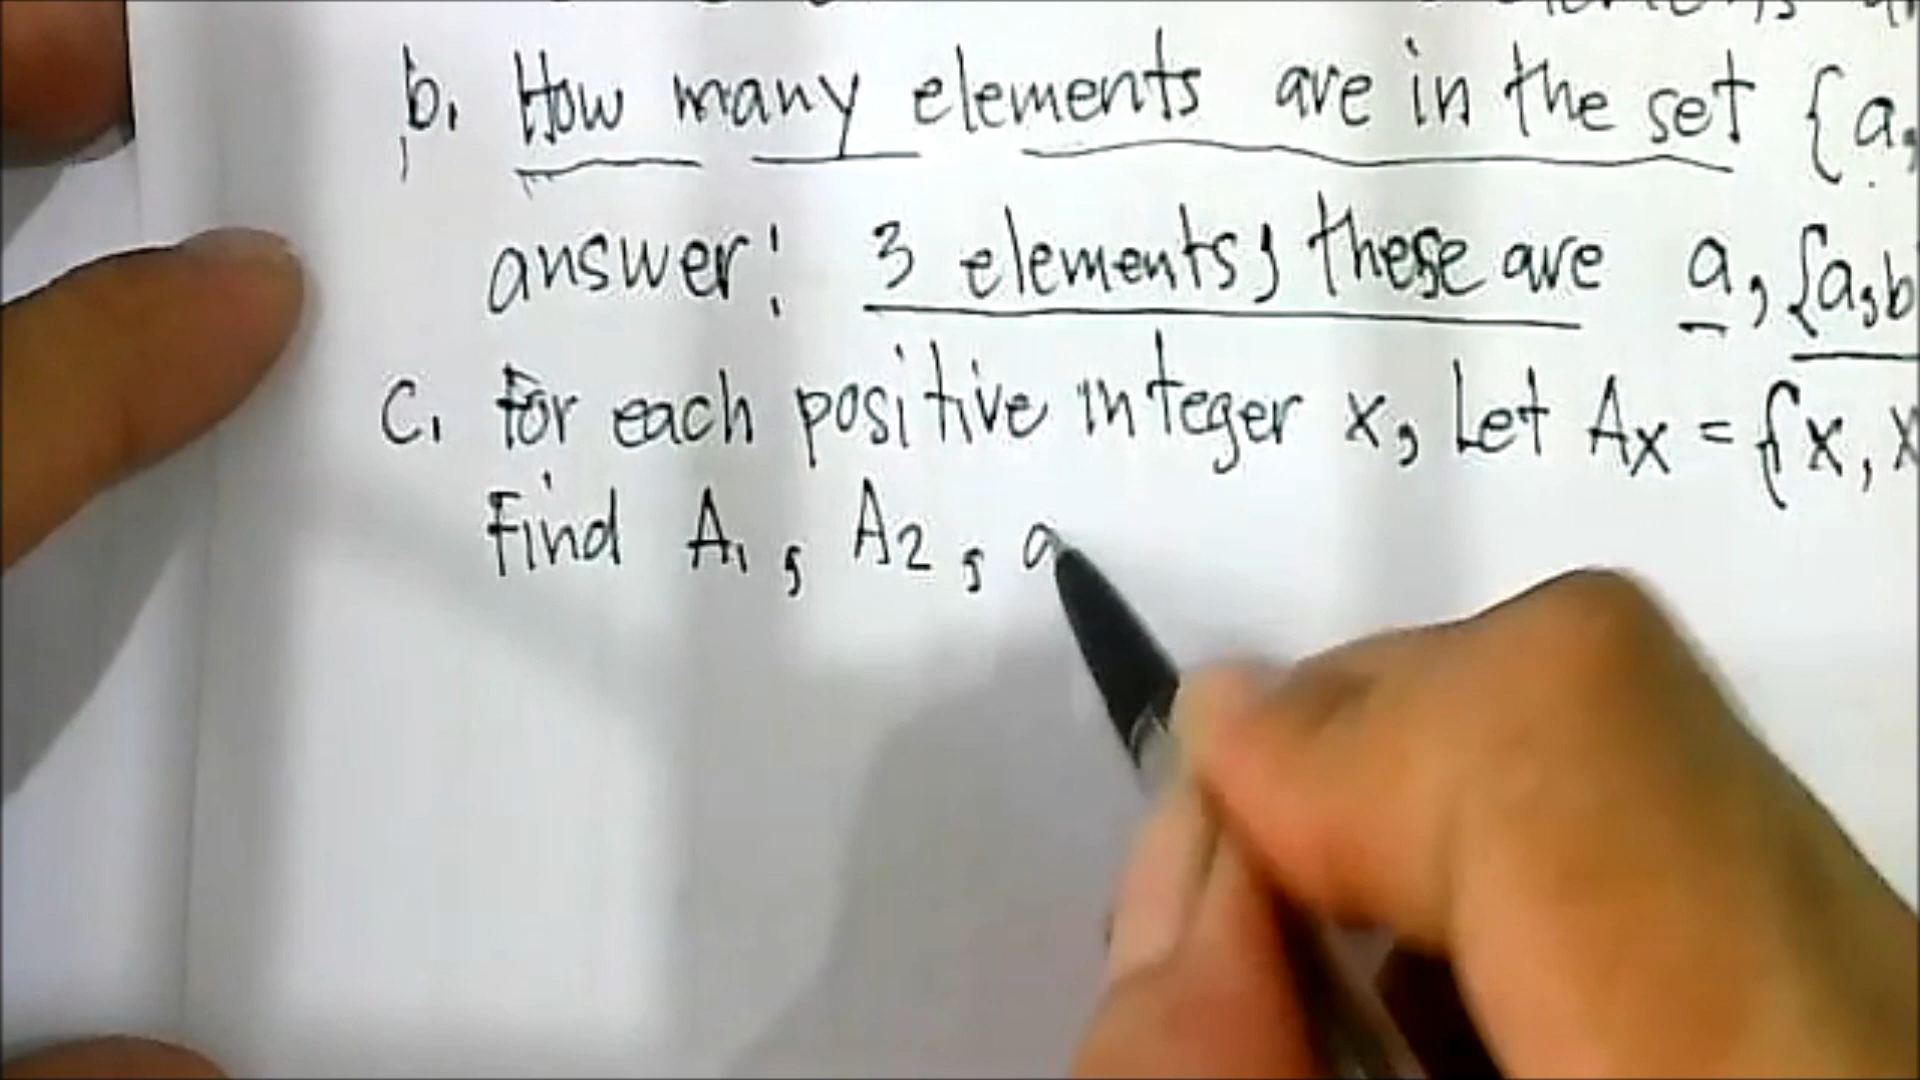 elements
b. How many elements are in the set {a,
answer: 3 elements; these are a, {a,b
c. For each positive integer x, Let Ax = {x, x
Find A1, A2, a